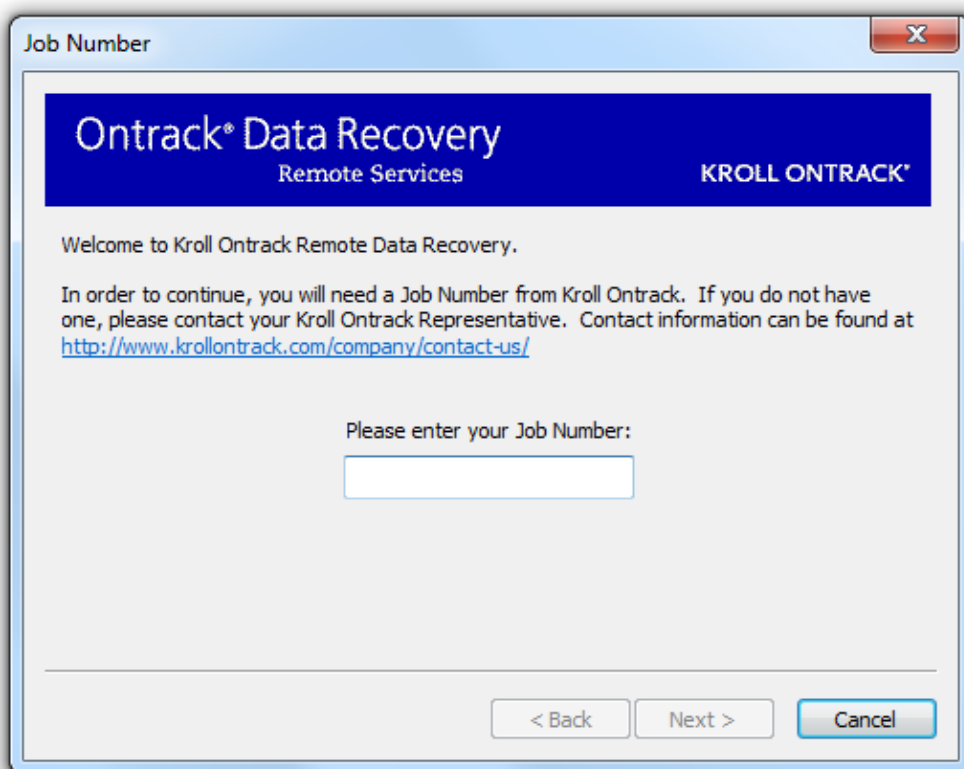 Job Number
Ontrack® Data Recovery
Remote Services
KROLL ONTRACK®
Welcome to Kroll Ontrack Remote Data Recovery.
In order to continue, you will need a Job Number from Kroll Ontrack.  If you do not have
one, please contact your Kroll Ontrack Representative.  Contact information can be found at
http://www.krollontrack.com/company/contact-us/
Please enter your Job Number:
< Back
Next >
Cancel